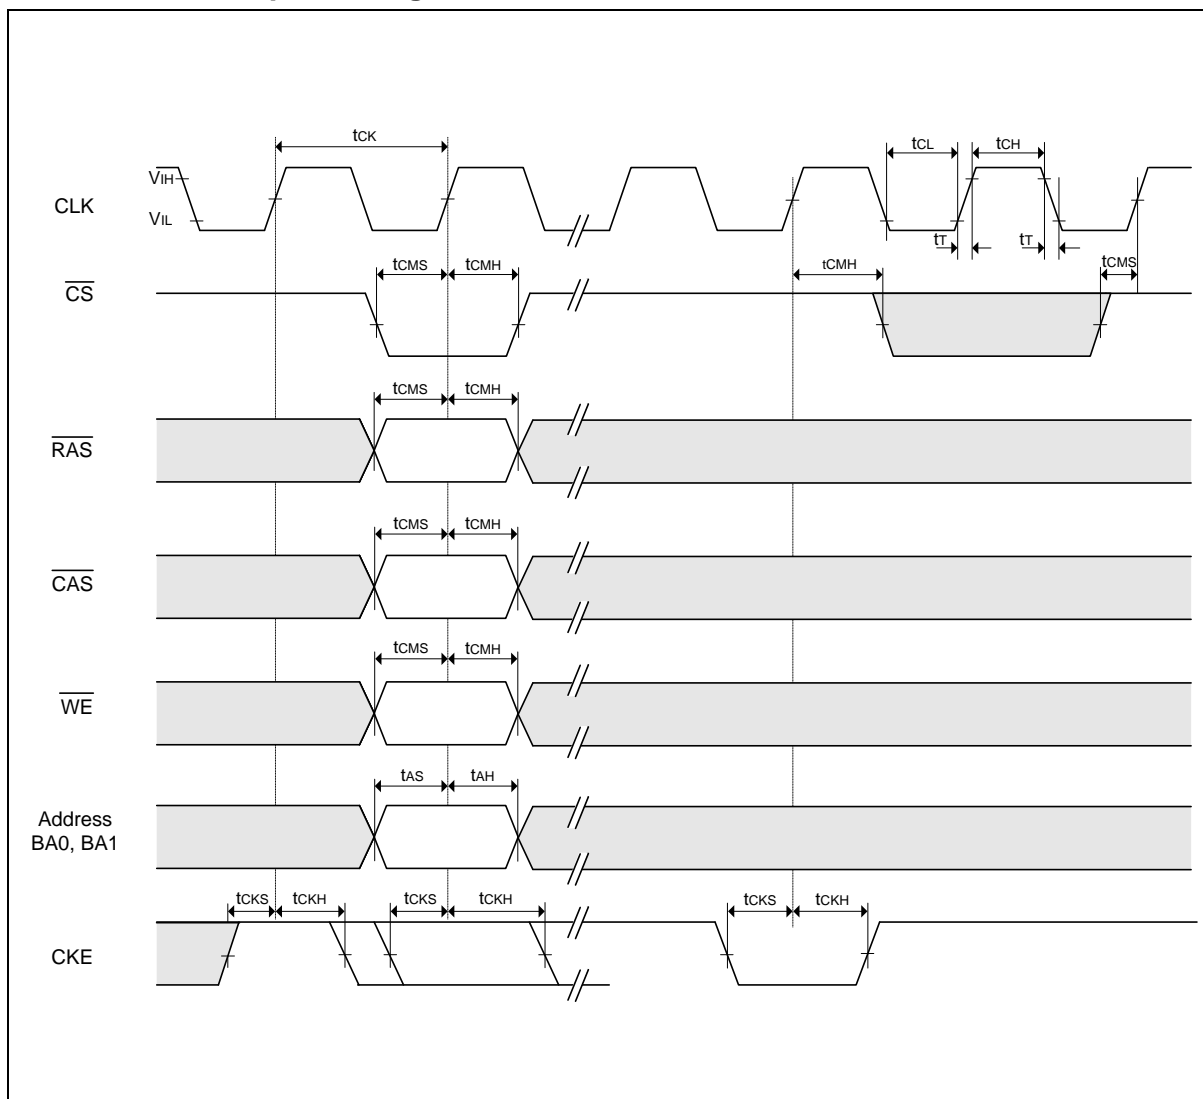 tCK
tCL
tCH
VIH
CLK
VIL
tT
tT
tCMS
tCMH
tCMH
tCMS
CS
tCMS
tCMH
RAS
tCMS
tCMH
CAS
tCMS
tCMH
WE
tAS
tAH
Address
BA0, BA1
tCKS
tCKH
tCKS
tCKH
tCKS
tCKH
CKE